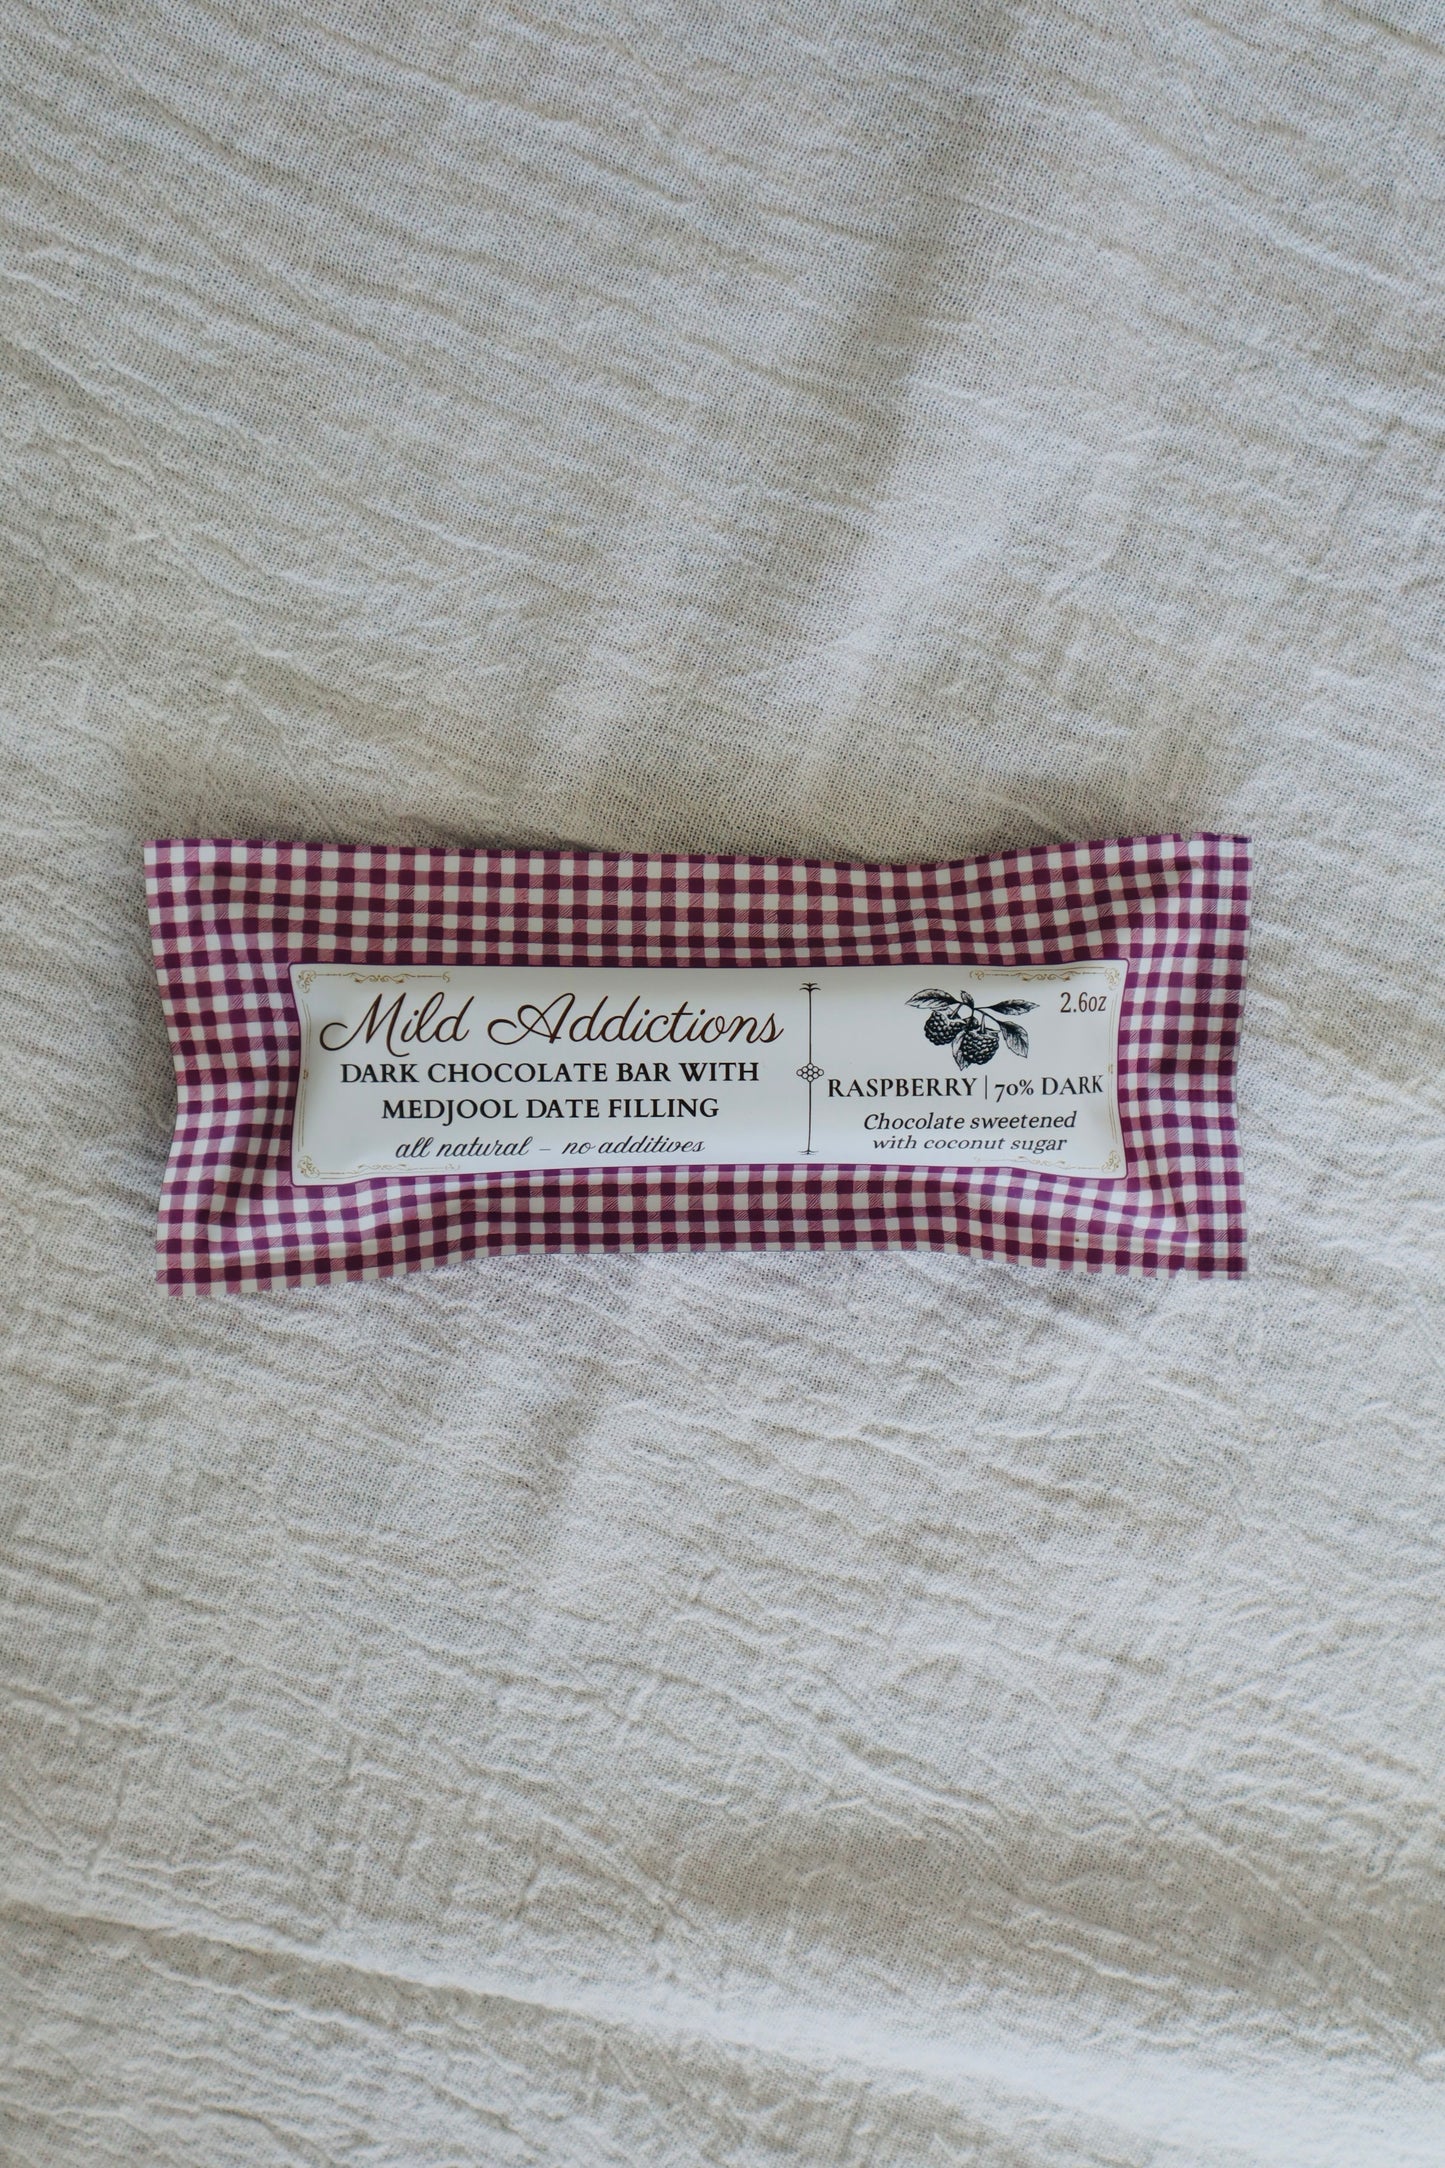 Mild Addictions
DARK CHOCOLATE BAR WITH
MEDJOOL DATE FILLING
all natural – no additives
2.6oz
RASPBERRY | 70% DARK
Chocolate sweetened
with coconut sugar